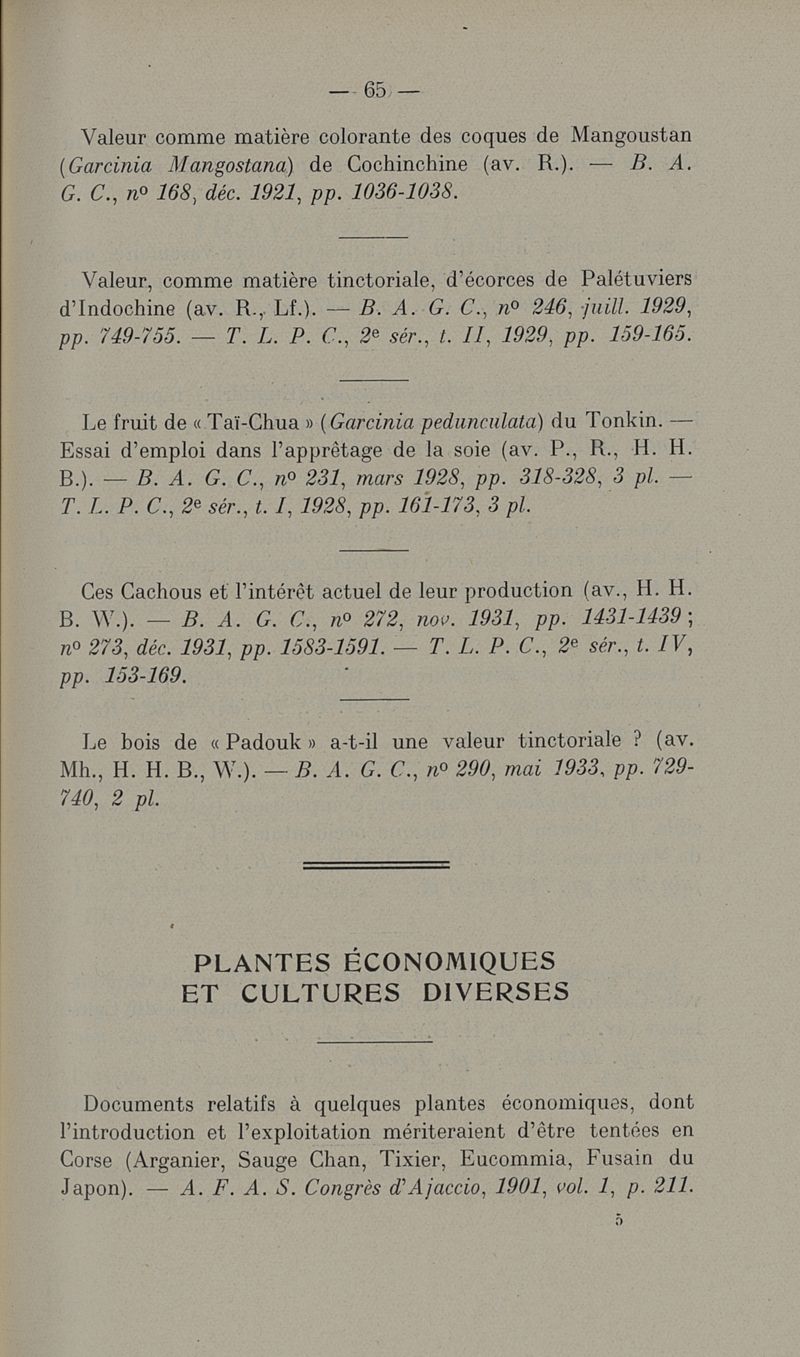 — 65 —
Valeur comme matière colorante des coques de Mangoustan
(Garcinia Mangostana) de Cochinchine (av. R.). — B. A.
G. C., nº 168, déc. 1921, pp. 1036-1038.
Valeur, comme matière tinctoriale, d'écorces de Palétuviers
d'Indochine (av. R., Lf.). — B. A. G. C., nº 246, juill. 1929,
pp. 749-755. — T. L. P. C., 2e sér., t. II, 1929, pp. 159-165.
Le fruit de « Taï-Chua » (Garcinia pedunculata) du Tonkin. —
Essai d'emploi dans l'apprêtage de la soie (av. P., R., H. H.
B.). — B. A. G. C., nº 231, mars 1928, pp. 318-328, 3 pl. —
T. L. P. C., 2e sér., t. I, 1928, pp. 161-173, 3 pl.
Ces Cachous et l'intérêt actuel de leur production (av., H. H.
B. W.). — B. A. G. C., nº 272, nov. 1931, pp. 1431-1439 ;
nº 273, déc. 1931, pp. 1583-1591. — T. L. P. C., 2e sér., t. IV,
pp. 153-169.
Le bois de « Padouk » a-t-il une valeur tinctoriale ? (av.
Mh., H. H. B., W.). — B. A. G. C., nº 290, mai 1933, pp. 729-
740, 2 pl.
PLANTES ÉCONOMIQUES
ET CULTURES DIVERSES
Documents relatifs à quelques plantes économiques, dont
l'introduction et l'exploitation mériteraient d'être tentées en
Corse (Arganier, Sauge Chan, Tixier, Eucommia, Fusain du
Japon). — A. F. A. S. Congrès d'Ajaccio, 1901, vol. 1, p. 211.
5